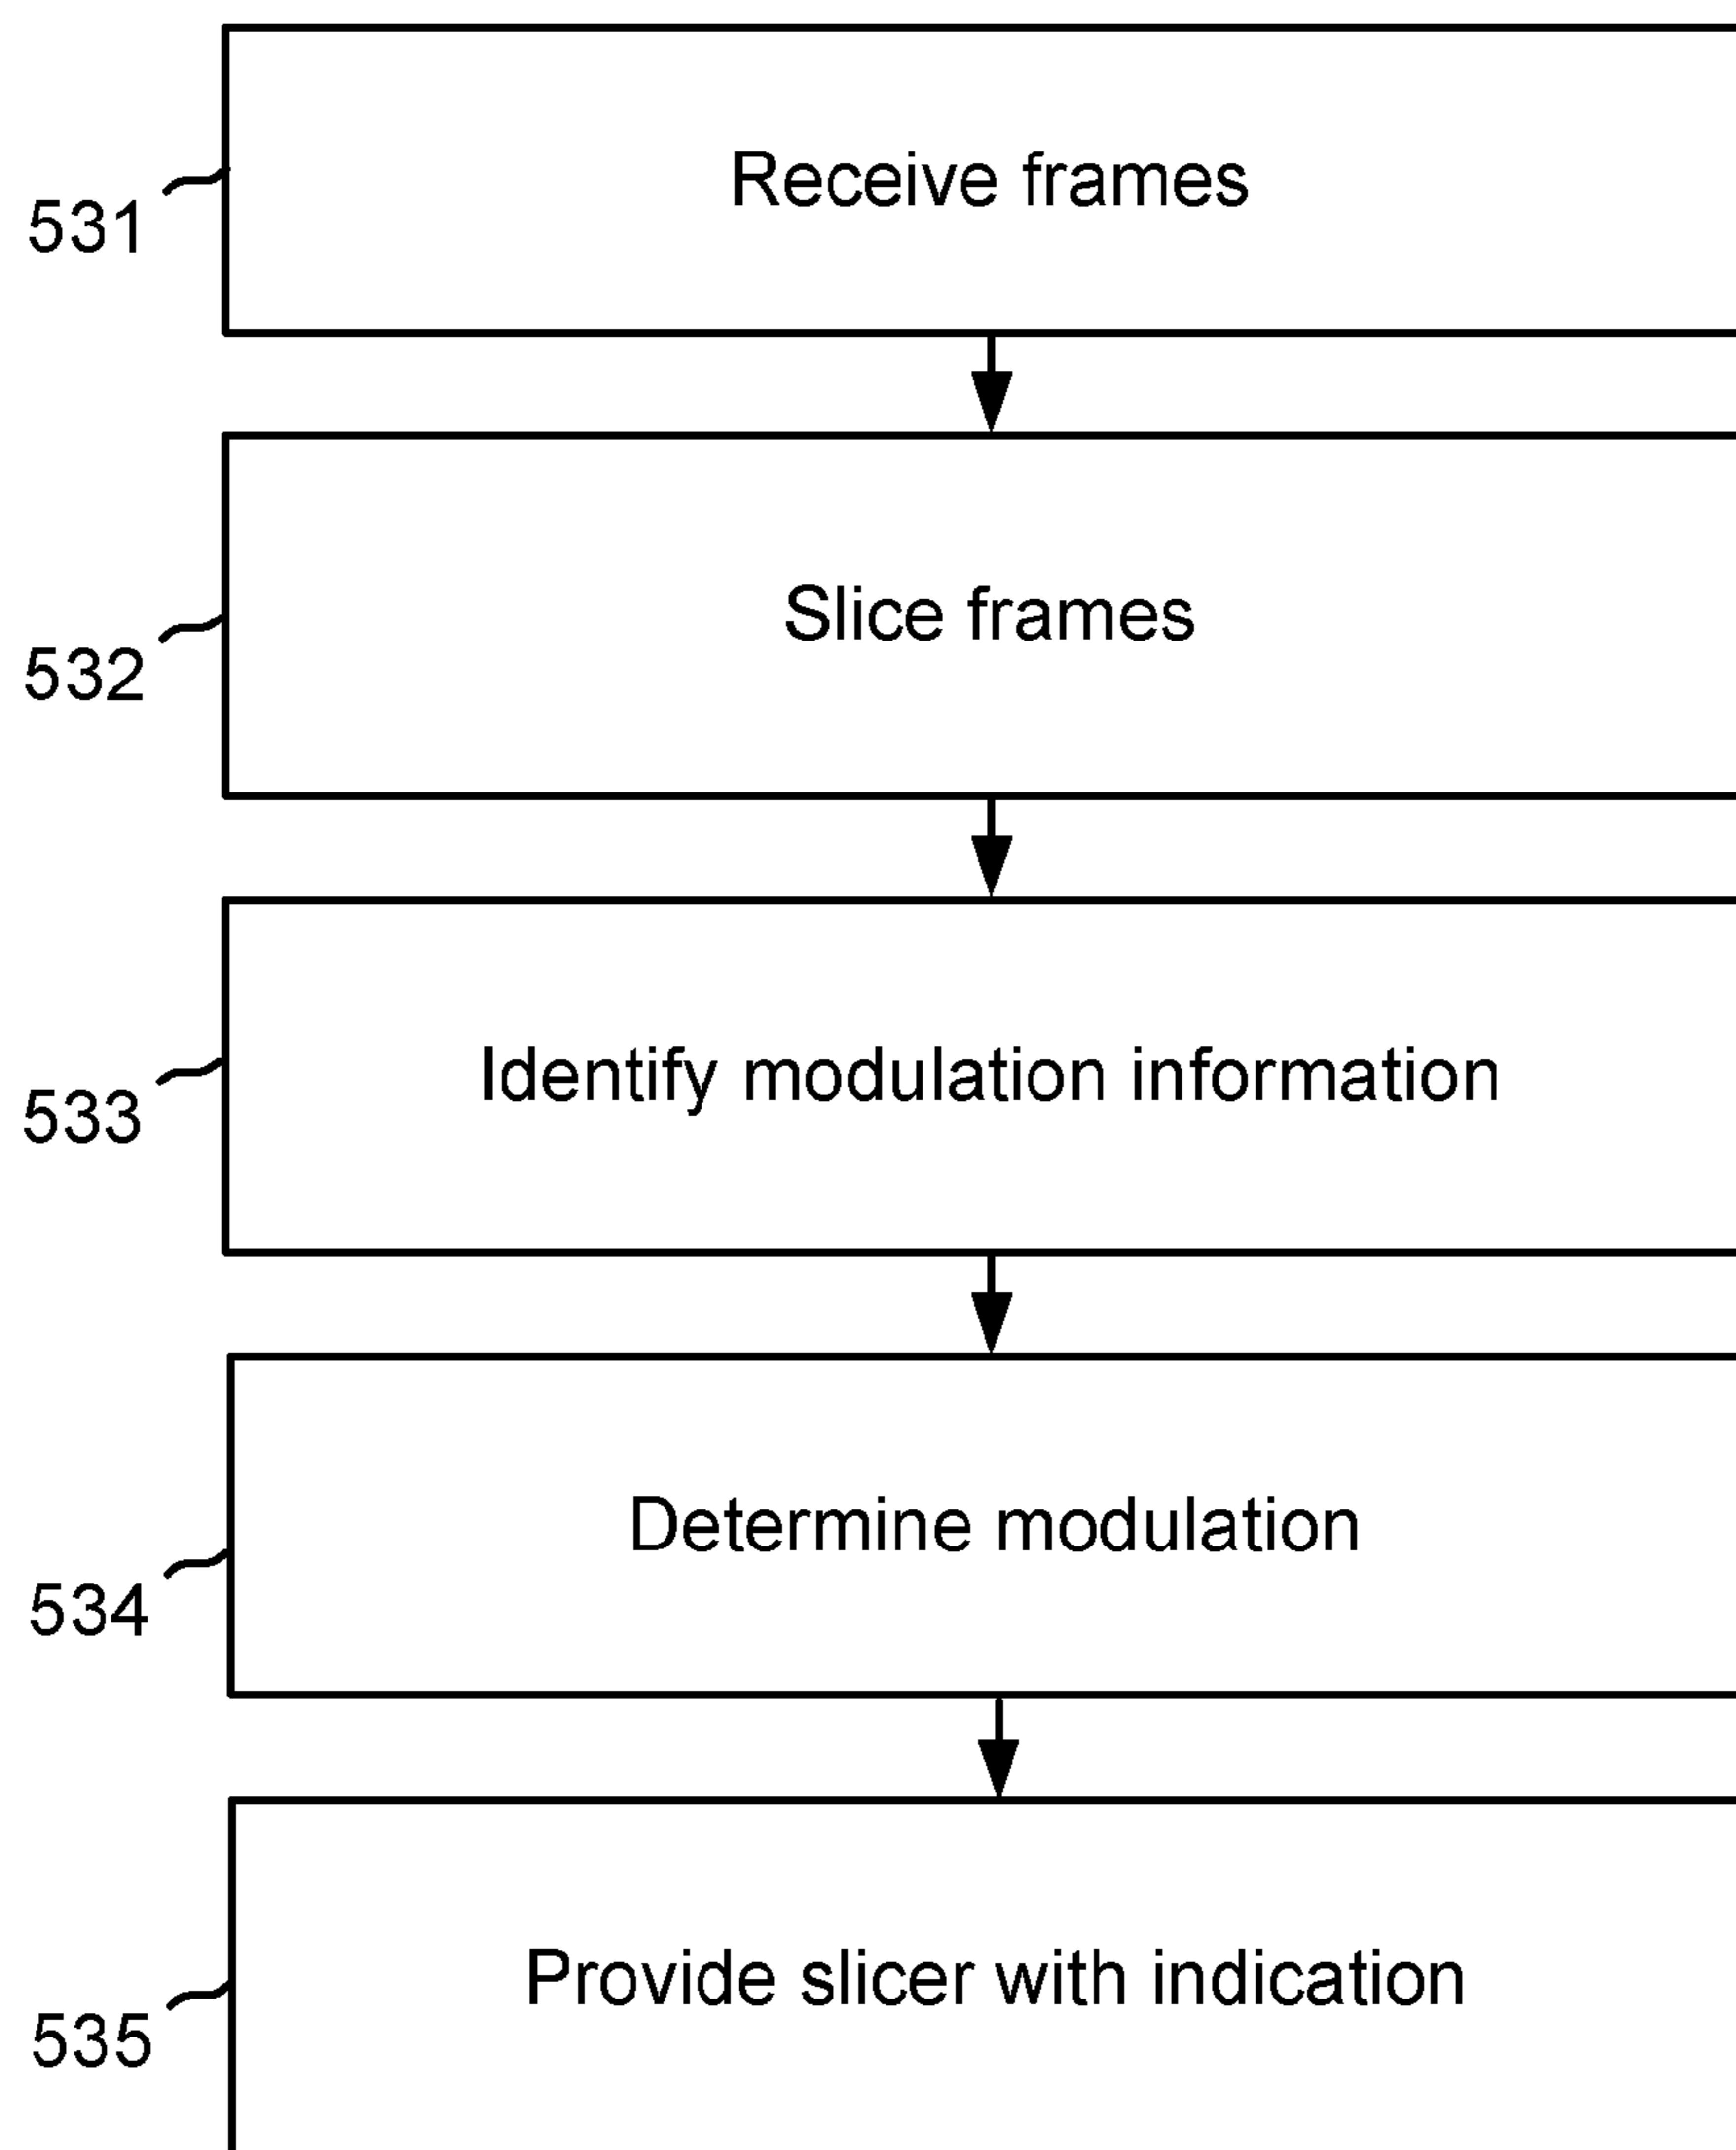 Receive frames
531
Slice frames
532
Identify modulation information
533
Determine modulation
534
Provide slicer with indication
535